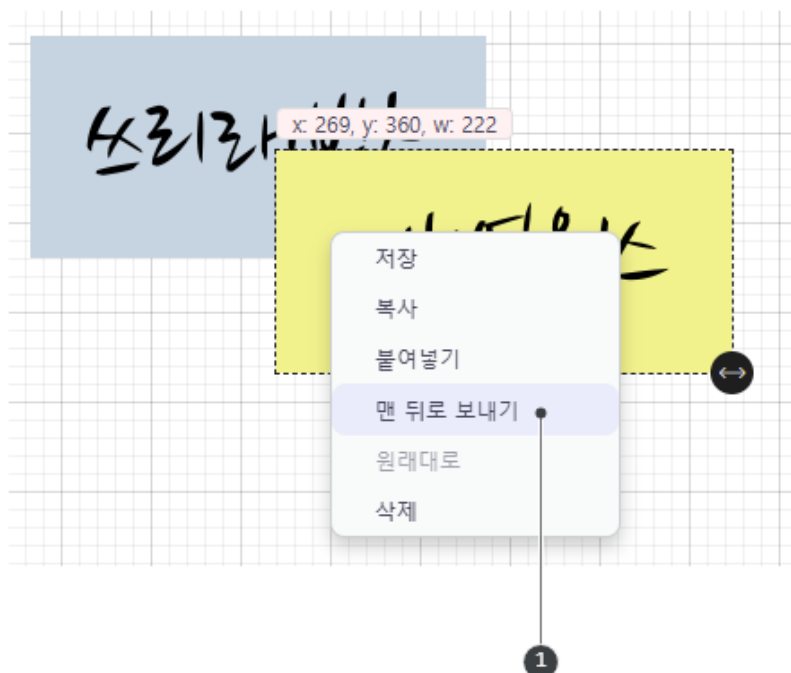 쓰리라
x: 269, y: 360, w: 222
저장
복사
붙여넣기
맨 뒤로 보내기
원래대로
삭제
1